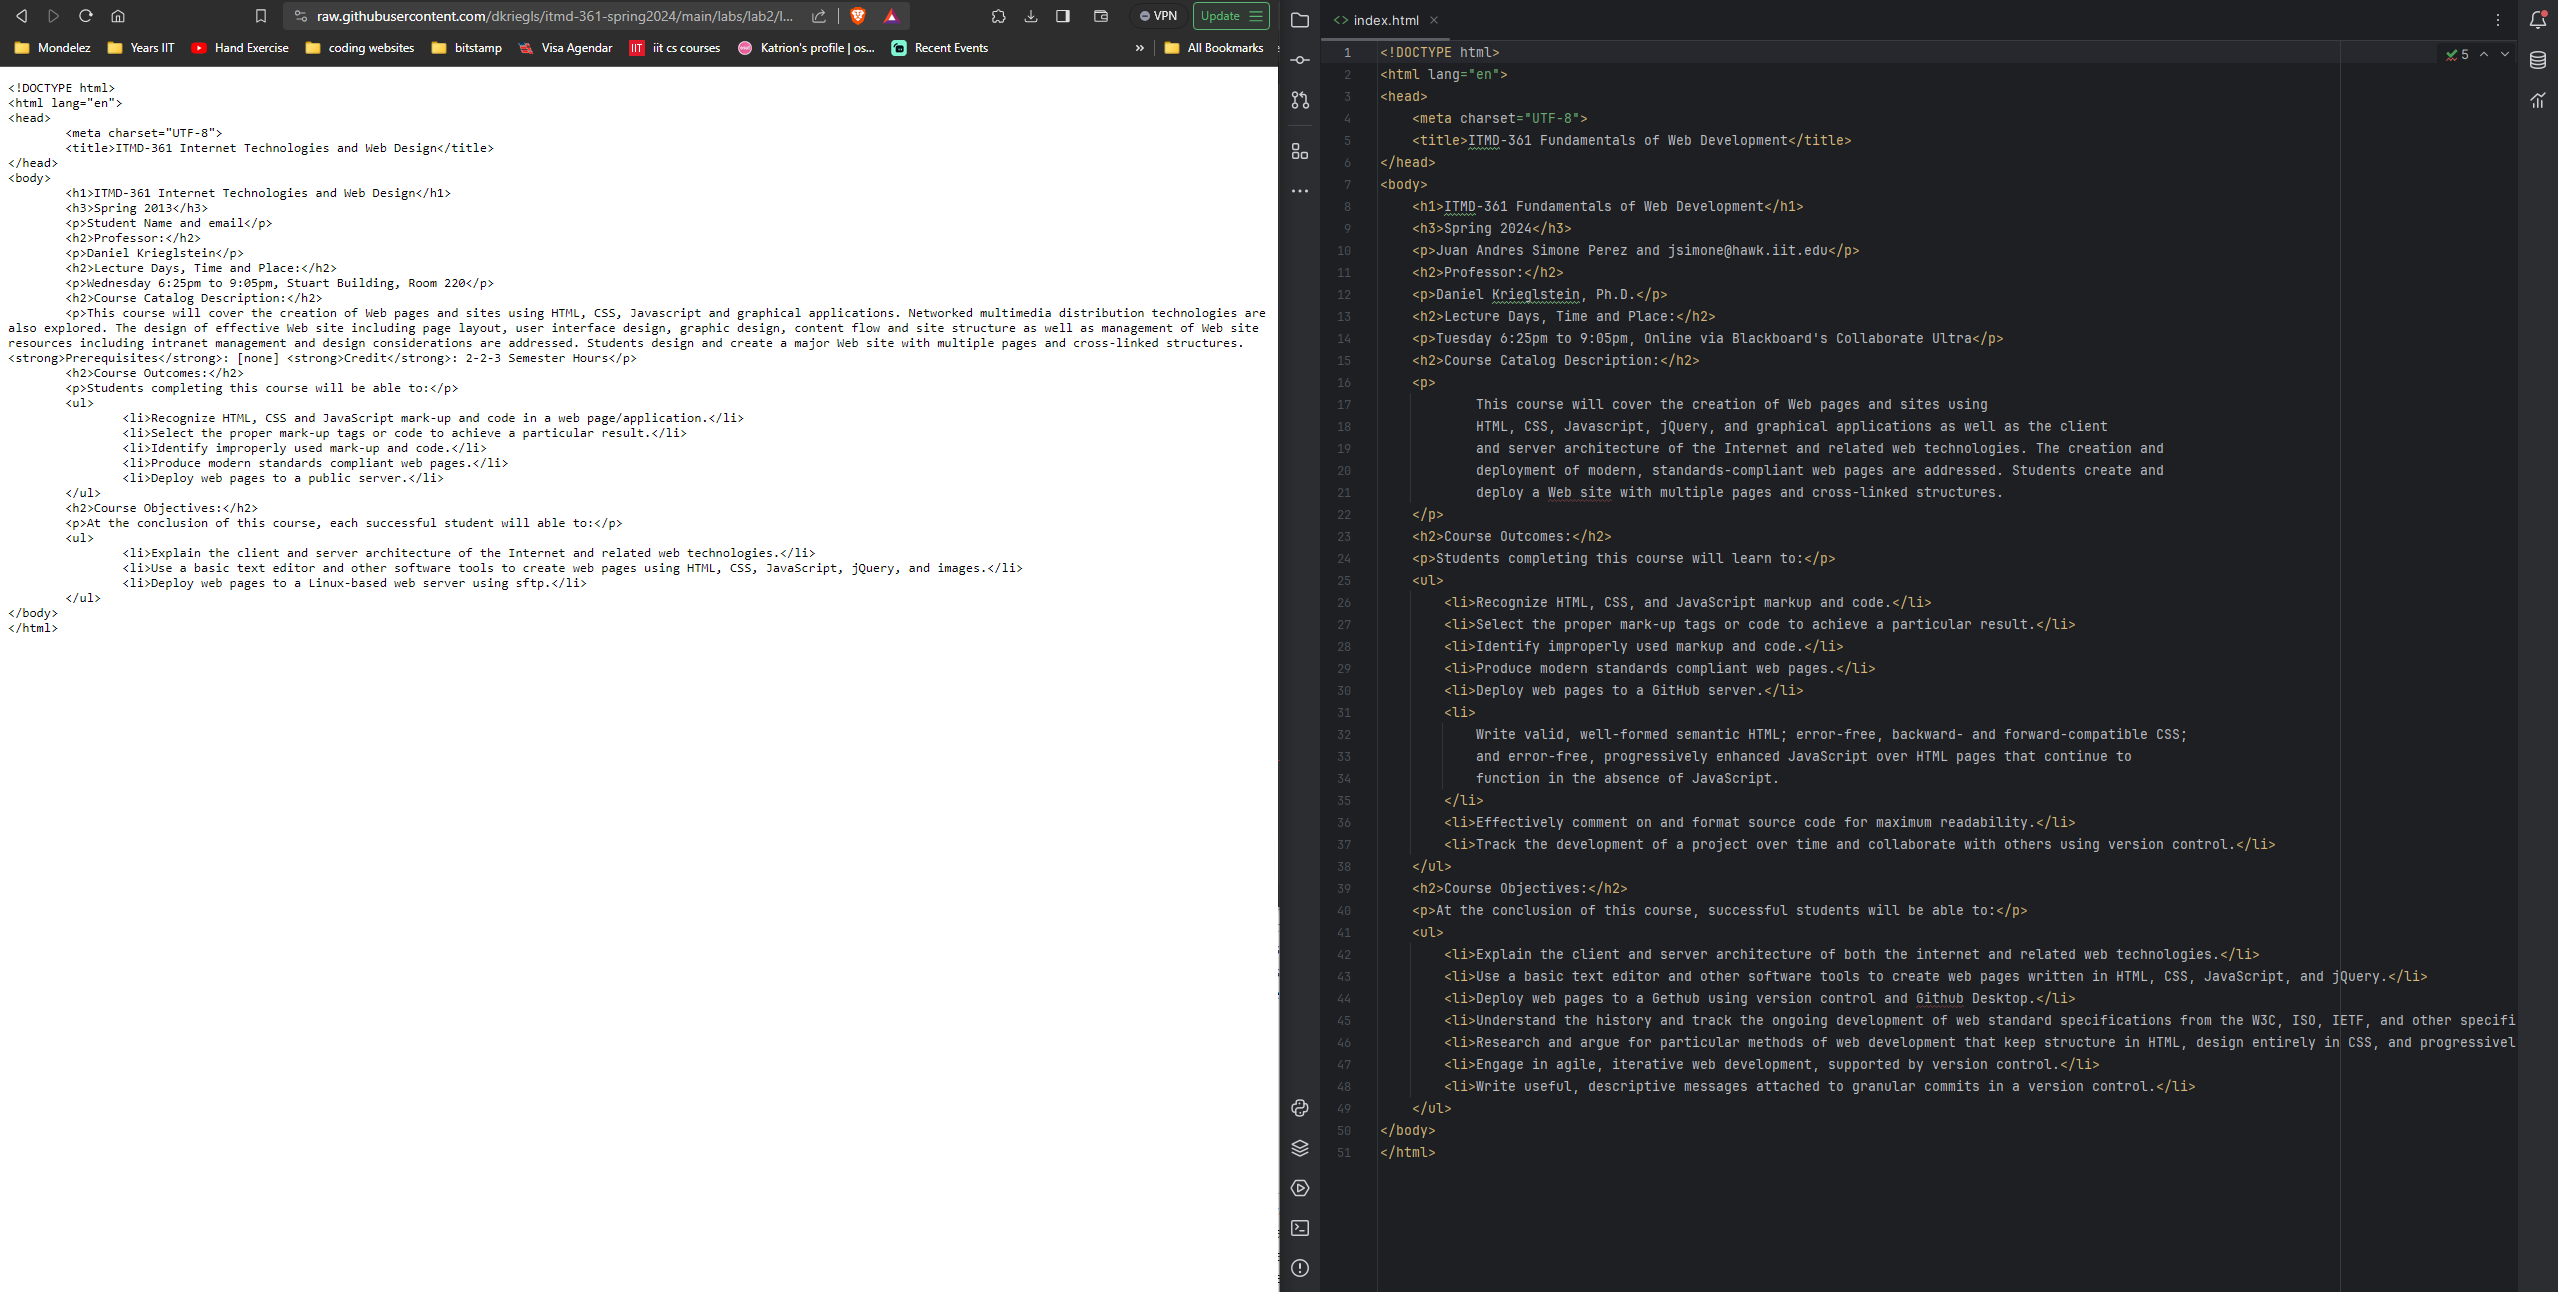 raw.githubusercontent.com/dkriegls/itmd-361-spring2024/main/labs/lab2/l...
VPN
Update
Mondelez
Years IIT
Hand Exercise
coding websites
bitstamp
Visa Agendar
IIT iit cs courses
Katrion's profile | os...
Recent Events
»
All Bookmarks
<!DOCTYPE html>
<html lang="en">
<head>
<meta charset="UTF-8">
<title>ITMD-361 Internet Technologies and Web Design</title>
</head>
<body>
<h1>ITMD-361 Internet Technologies and Web Design</h1>
<h3>Spring 2013</h3>
<p>Student Name and email</p>
<h2>Professor:</h2>
<p>Daniel Krieglstein</p>
<h2>Lecture Days, Time and Place:</h2>
<p>Wednesday 6:25pm to 9:05pm, Stuart Building, Room 220</p>
<h2>Course Catalog Description:</h2>
<p>This course will cover the creation of Web pages and sites using HTML, CSS, Javascript and graphical applications. Networked multimedia distribution technologies are
also explored. The design of effective Web site including page layout, user interface design, graphic design, content flow and site structure as well as management of Web site
resources including intranet management and design considerations are addressed. Students design and create a major Web site with multiple pages and cross-linked structures.
<strong>Prerequisites</strong>: [none] <strong>Credit</strong>: 2-2-3 Semester Hours</p>
<h2>Course Outcomes:</h2>
<p>Students completing this course will be able to:</p>
<ul>
<li>Recognize HTML, CSS and JavaScript mark-up and code in a web page/application.</li>
<li>Select the proper mark-up tags or code to achieve a particular result.</li>
<li>Identify improperly used mark-up and code.</li>
<li>Produce modern standards compliant web pages.</li>
<li>Deploy web pages to a public server.</li>
</ul>
<h2>Course Objectives:</h2>
<p>At the conclusion of this course, each successful student will able to:</p>
<ul>
<li>Explain the client and server architecture of the Internet and related web technologies.</li>
<li>Use a basic text editor and other software tools to create web pages using HTML, CSS, JavaScript, jQuery, and images.</li>
<li>Deploy web pages to a Linux-based web server using sftp.</li>
</ul>
</body>
</html>
<> index.html ×
5
1 <!DOCTYPE html>
2 <html lang="en">
3 <head>
4 <meta charset="UTF-8">
5 <title>ITMD-361 Fundamentals of Web Development</title>
6 </head>
7 <body>
8 <h1>ITMD-361 Fundamentals of Web Development</h1>
9 <h3>Spring 2024</h3>
10 <p>Juan Andres Simone Perez and jsimone@hawk.iit.edu</p>
11 <h2>Professor:</h2>
12 <p>Daniel Krieglstein, Ph.D.</p>
13 <h2>Lecture Days, Time and Place:</h2>
14 <p>Tuesday 6:25pm to 9:05pm, Online via Blackboard's Collaborate Ultra</p>
15 <h2>Course Catalog Description:</h2>
16 <p>
17 This course will cover the creation of Web pages and sites using
18 HTML, CSS, Javascript, jQuery, and graphical applications as well as the client
19 and server architecture of the Internet and related web technologies. The creation and
20 deployment of modern, standards-compliant web pages are addressed. Students create and
21 deploy a Web site with multiple pages and cross-linked structures.
22 </p>
23 <h2>Course Outcomes:</h2>
24 <p>Students completing this course will learn to:</p>
25 <ul>
26 <li>Recognize HTML, CSS, and JavaScript markup and code.</li>
27 <li>Select the proper mark-up tags or code to achieve a particular result.</li>
28 <li>Identify improperly used markup and code.</li>
29 <li>Produce modern standards compliant web pages.</li>
30 <li>Deploy web pages to a GitHub server.</li>
31 <li>
32 Write valid, well-formed semantic HTML; error-free, backward- and forward-compatible CSS;
33 and error-free, progressively enhanced JavaScript over HTML pages that continue to
34 function in the absence of JavaScript.
35 </li>
36 <li>Effectively comment on and format source code for maximum readability.</li>
37 <li>Track the development of a project over time and collaborate with others using version control.</li>
38 </ul>
39 <h2>Course Objectives:</h2>
40 <p>At the conclusion of this course, successful students will be able to:</p>
41 <ul>
42 <li>Explain the client and server architecture of both the internet and related web technologies.</li>
43 <li>Use a basic text editor and other software tools to create web pages written in HTML, CSS, JavaScript, and jQuery.</li>
44 <li>Deploy web pages to a Gethub using version control and Github Desktop.</li>
45 <li>Understand the history and track the ongoing development of web standard specifications from the W3C, ISO, IETF, and other specifi
46 <li>Research and argue for particular methods of web development that keep structure in HTML, design entirely in CSS, and progressivel
47 <li>Engage in agile, iterative web development, supported by version control.</li>
48 <li>Write useful, descriptive messages attached to granular commits in a version control.</li>
49 </ul>
50 </body>
51 </html>